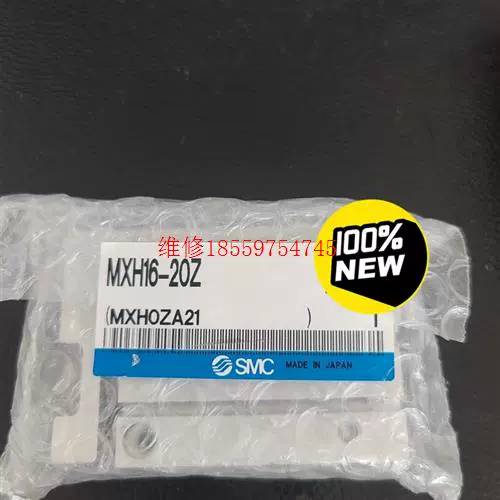 维修18559754745
100%
NEW
MXH16-20Z
(MXH0ZA21 )
1
SMC MADE IN JAPAN